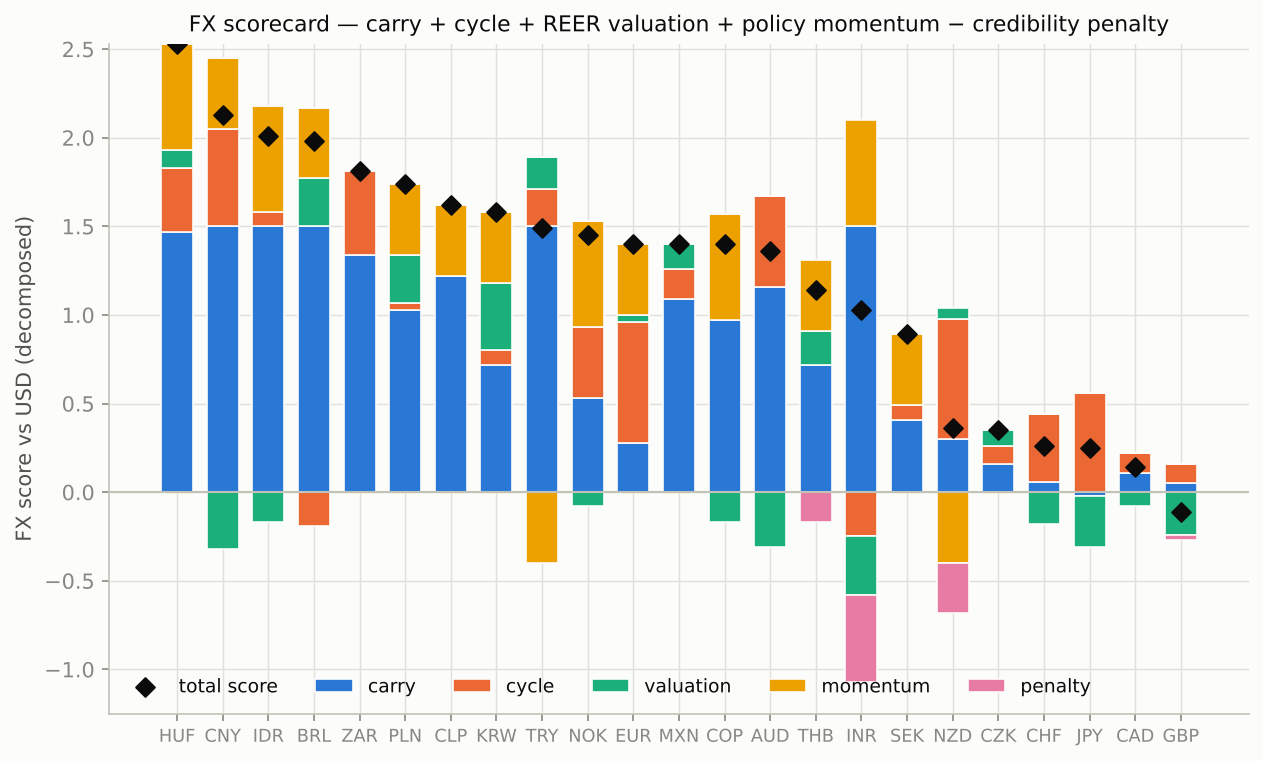 FX scorecard — carry + cycle + REER valuation + policy momentum − credibility penalty
FX score vs USD (decomposed)
2.5
2.0
1.5
1.0
0.5
0.0
−0.5
−1.0
total score carry cycle valuation momentum penalty
HUF CNY IDR BRL ZAR PLN CLP KRW TRY NOK EUR MXN COP AUD THB INR SEK NZD CZK CHF JPY CAD GBP